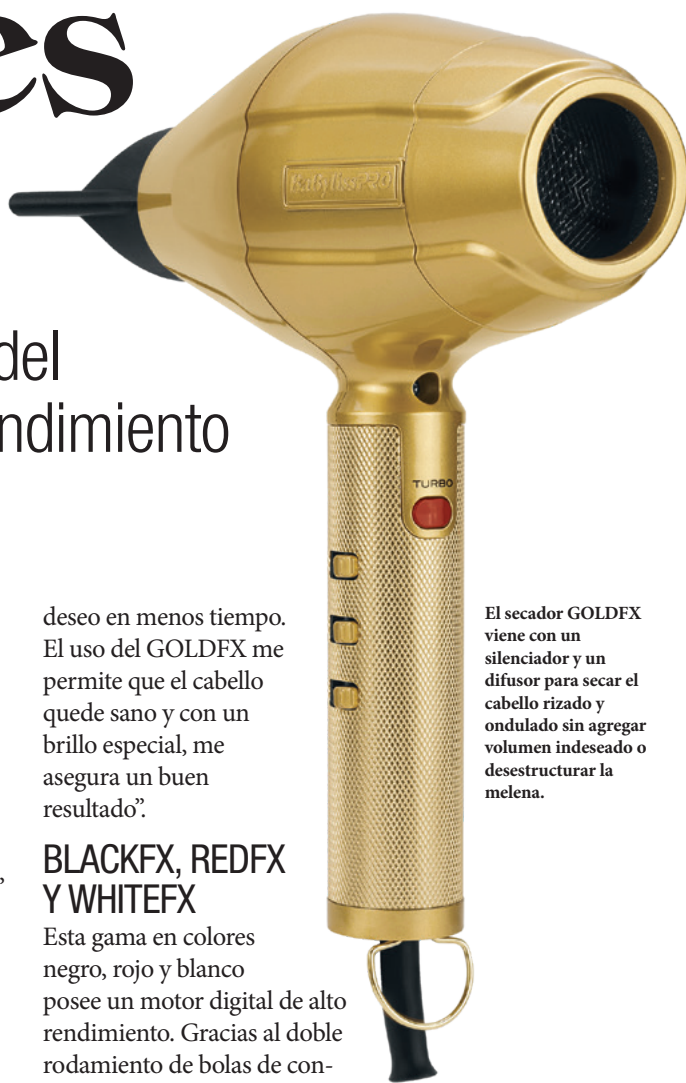 es
BaBylissPRO
del
ndimiento
TURBO
deseo en menos tiempo.
El uso del GOLDFX me
permite que el cabello
quede sano y con un
brillo especial, me
asegura un buen
resultado”.
,
BLACKFX, REDFX
Y WHITEFX
Esta gama en colores
negro, rojo y blanco
posee un motor digital de alto
rendimiento. Gracias al doble
rodamiento de bolas de con-
El secador GOLDFX
viene con un
silenciador y un
difusor para secar el
cabello rizado y
ondulado sin agregar
volumen indeseado o
desestructurar la
melena.